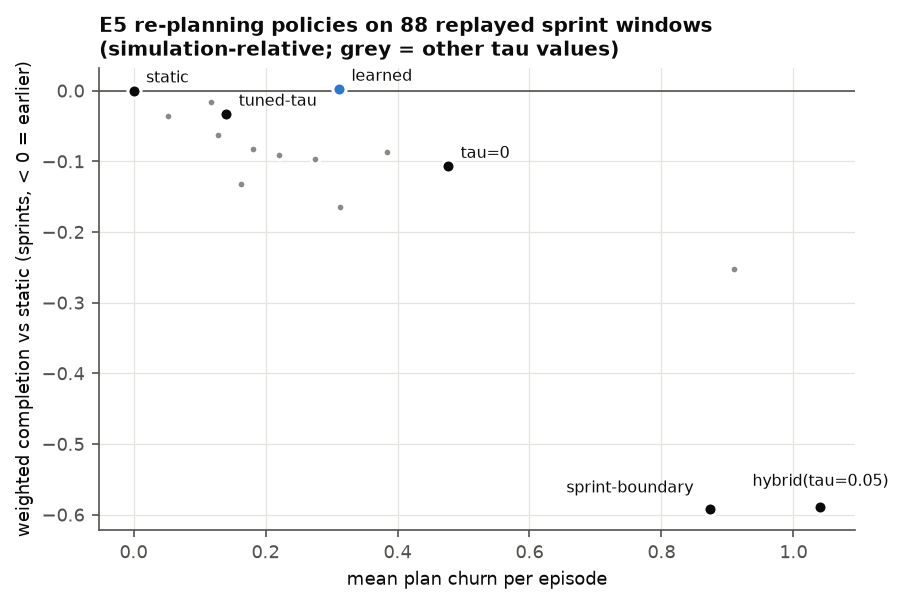 E5 re-planning policies on 88 replayed sprint windows
(simulation-relative; grey = other tau values)
weighted completion vs static (sprints, < 0 = earlier)
0.0
−0.1
−0.2
−0.3
−0.4
−0.5
−0.6
static
learned
tuned-tau
tau=0
sprint-boundary
hybrid(tau=0.05)
0.0
0.2
0.4
0.6
0.8
1.0
mean plan churn per episode